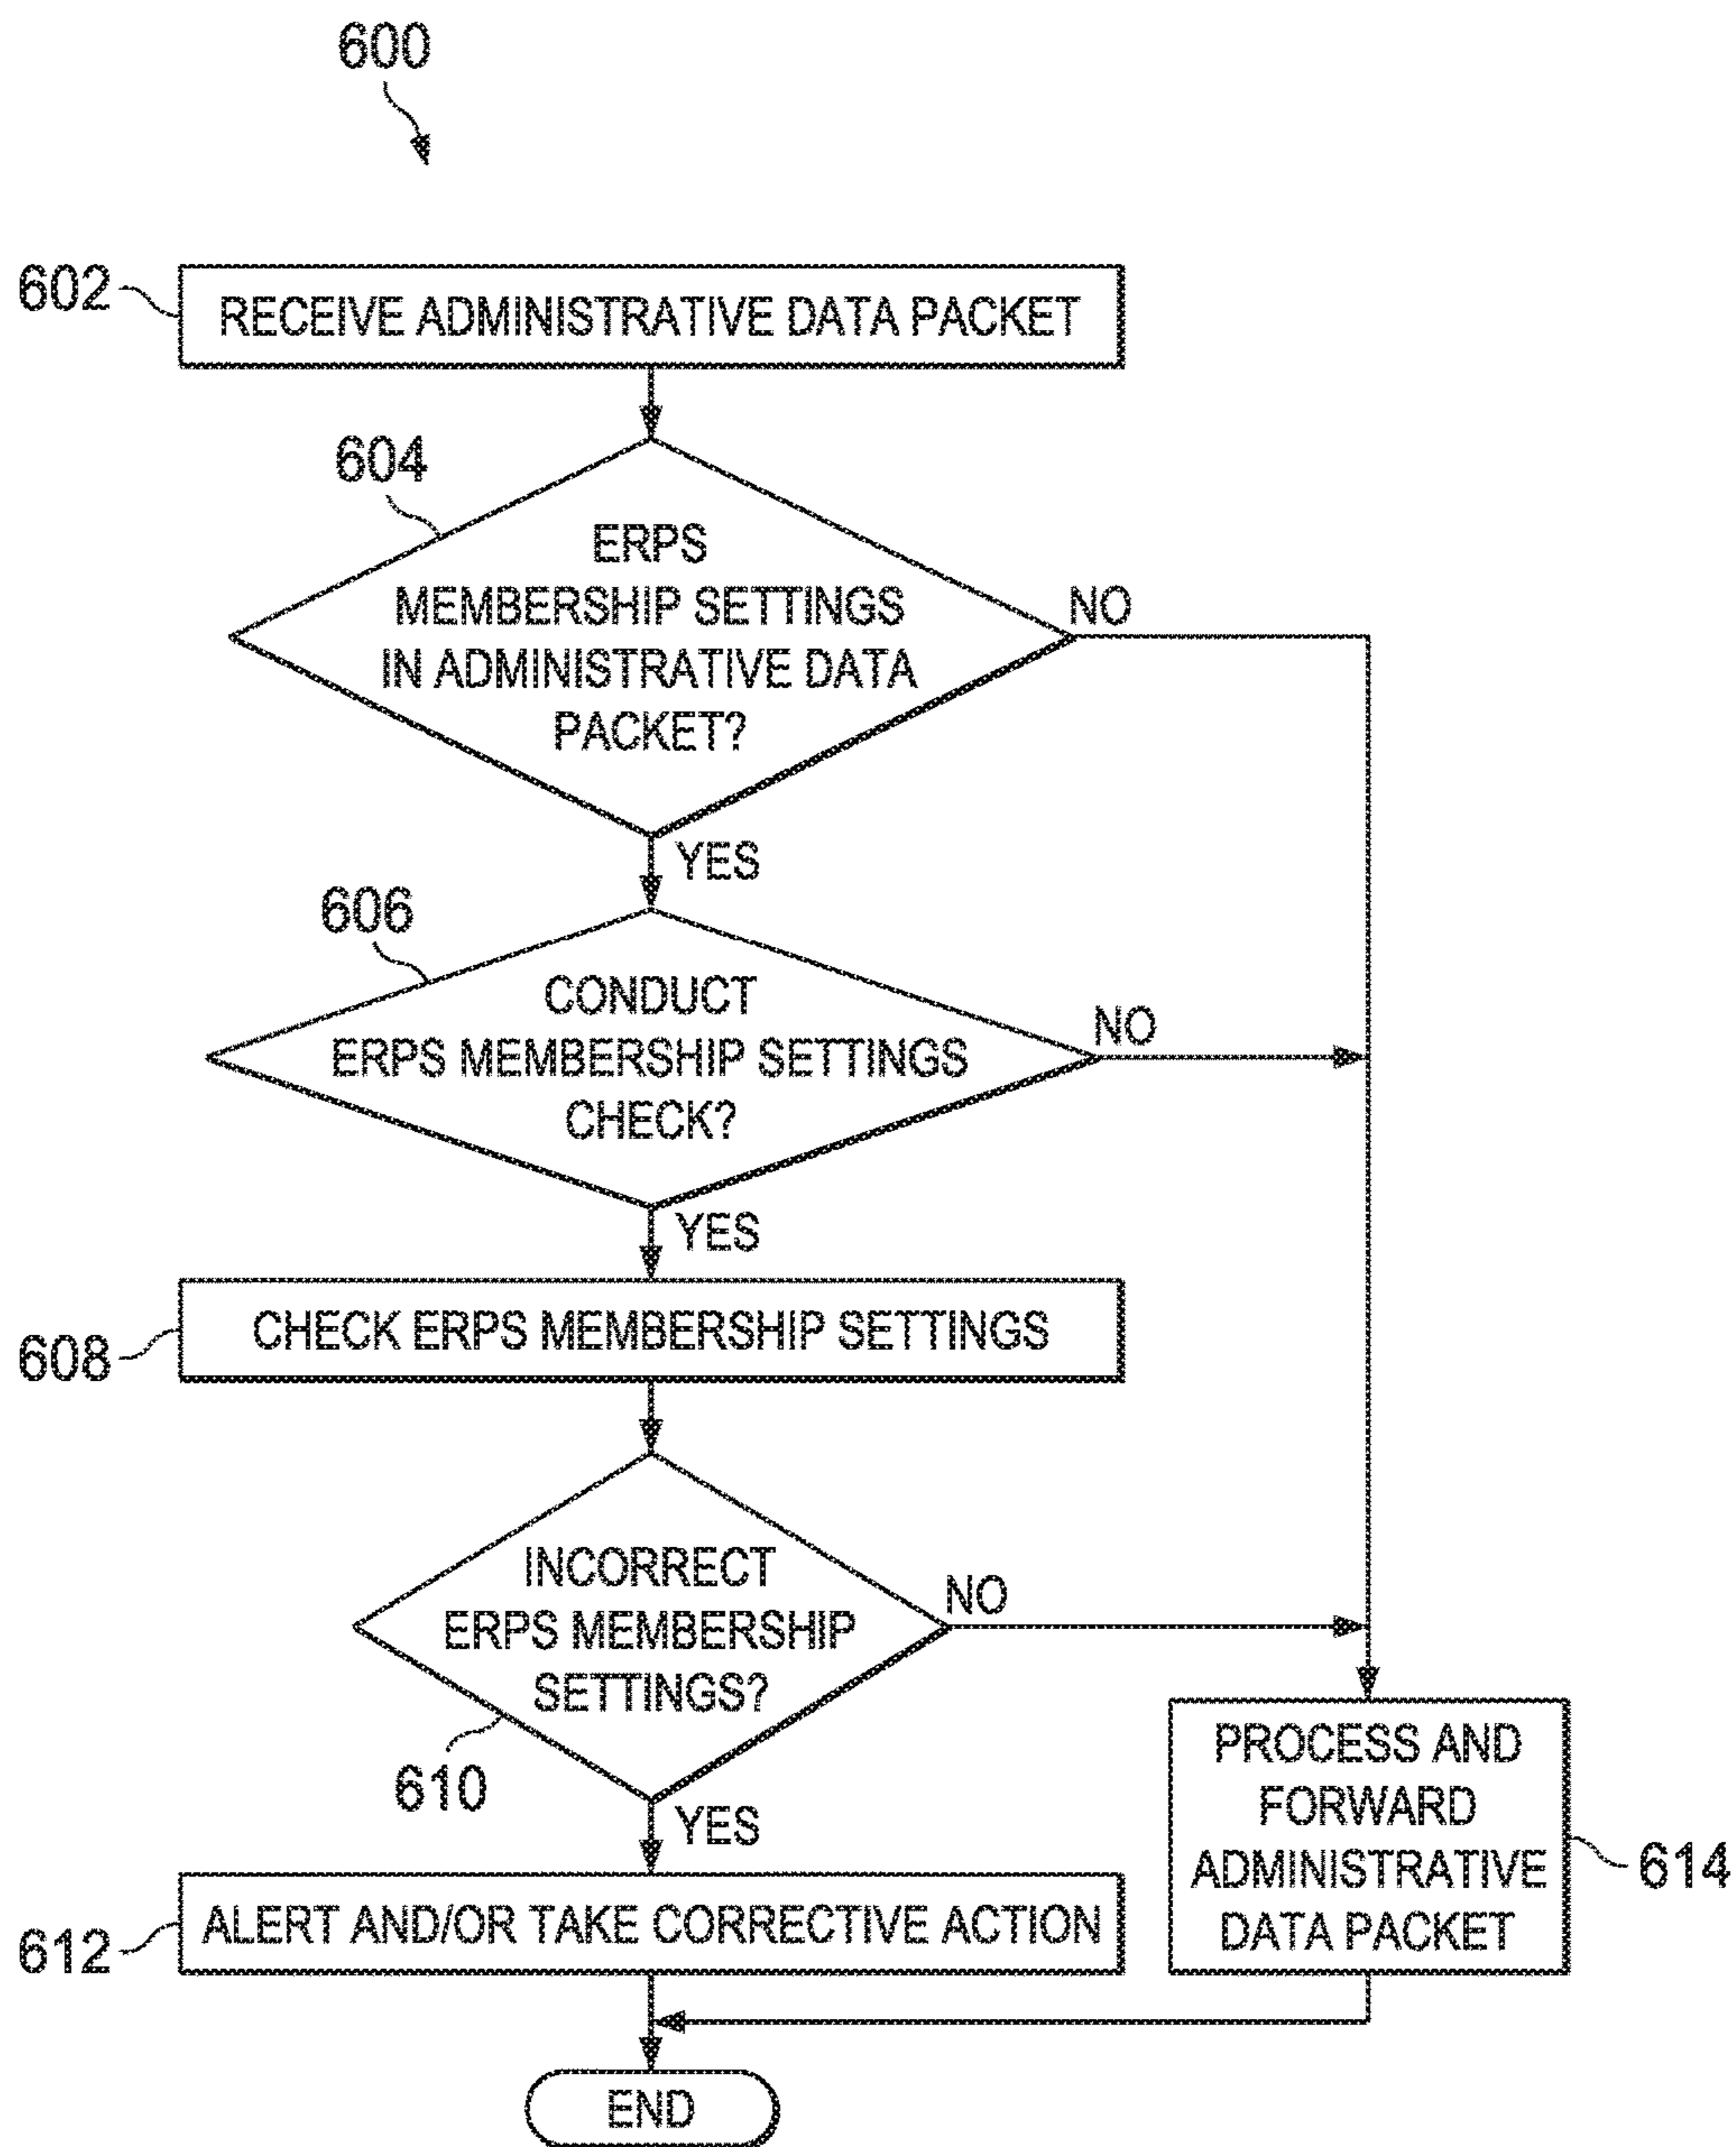 600
602
RECEIVE ADMINISTRATIVE DATA PACKET
604
ERPS
MEMBERSHIP SETTINGS
IN ADMINISTRATIVE DATA
PACKET?
NO
YES
606
CONDUCT
ERPS MEMBERSHIP SETTINGS
CHECK?
NO
YES
608
CHECK ERPS MEMBERSHIP SETTINGS
INCORRECT
ERPS MEMBERSHIP
SETTINGS?
NO
610
YES
612
ALERT AND/OR TAKE CORRECTIVE ACTION
PROCESS AND
FORWARD
ADMINISTRATIVE
DATA PACKET
614
END